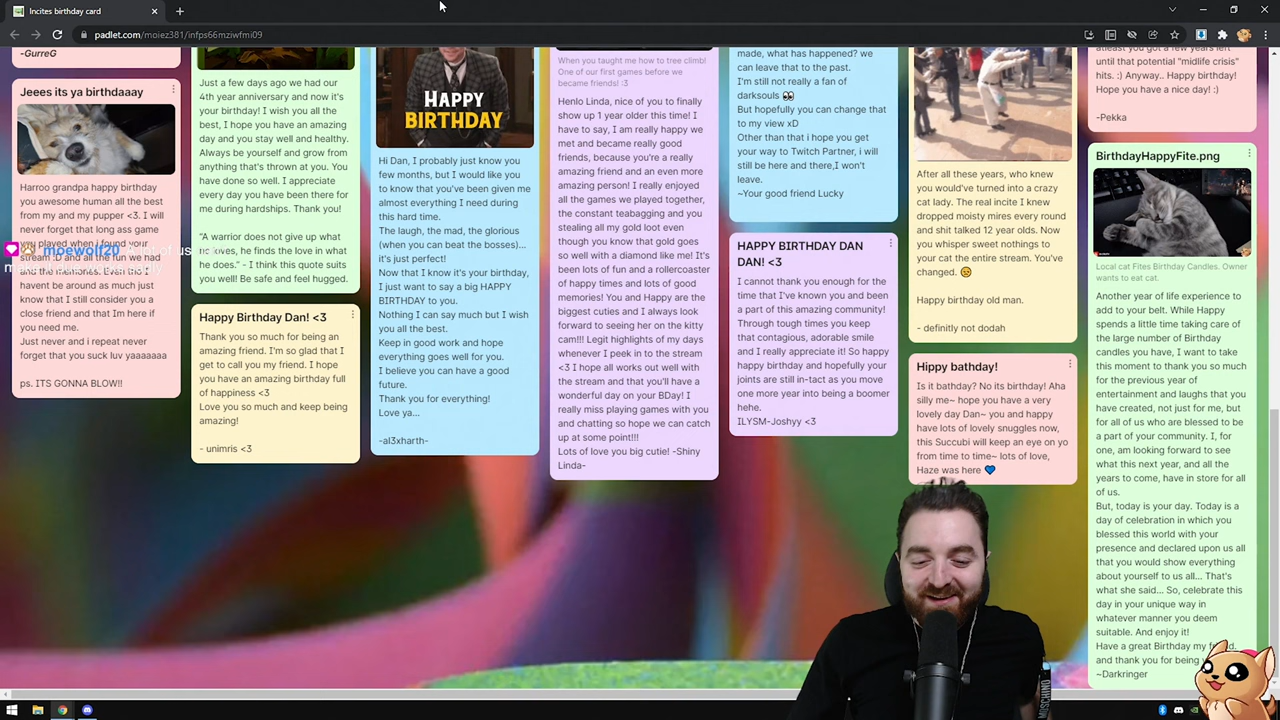 Incites birthday card
padlet.com/moiez381/infps66mziwfmi09
-GurreG
Jeees its ya birthdaaay
Harroo grandpa happy birthday
you awesome human all the best
from my and my pupper <3. I will
never forget that long ass game
you played when i found your
stream :D and all the fun we had
havent be around as much just
know that I still consider you a
close friend and that Im here if
you need me.
Just never and i repeat never
forget that you suck luv yaaaaaa
ps. ITS GONNA BLOW!!
moewolf20
Just a few days ago we had our
4th year anniversary and now it's
your birthday! I wish you all the
best, I hope you have an amazing
day and you stay well and healthy.
Always be yourself and grow from
anything that's thrown at you. You
have done so well. I appreciate
every day you have been there for
me during hardships. Thank you!
"A warrior does not give up what
he loves, he finds the love in what
he does." - I think this quote suits
you well! Be safe and feel hugged.
Happy Birthday Dan! <3
Thank you so much for being an
amazing friend. I'm so glad that I
get to call you my friend. I hope
you have an amazing birthday full
of happiness <3
Love you so much and keep being
amazing!
- unimris <3
HAPPY
BIRTHDAY
Hi Dan, I probably just know you
few months, but I would like you
to know that you've been given me
almost everything I need during
this hard time.
The laugh, the mad, the glorious
(when you can beat the bosses)...
it's just perfect!
Now that I know it's your birthday,
I just want to say a big HAPPY
BIRTHDAY to you.
Nothing I can say much but I wish
you all the best.
Keep in good work and hope
everything goes well for you.
I believe you can have a good
future.
Thank you for everything!
Love ya...
-al3xharth-
When you taught me how to tree climb!
One of our first games before we
became friends! :3
Henlo Linda, nice of you to finally
show up 1 year older this time! I
have to say, I am really happy we
met and became really good
friends, because you're a really
amazing friend and an even more
amazing person! I really enjoyed
all the games we played together,
the constant teabagging and you
stealing all my gold loot even
though you know that gold goes
so well with a diamond like me! It's
been lots of fun and a rollercoaster
of happy times and lots of good
memories! You and Happy are the
biggest cuties and I always look
forward to seeing her on the kitty
cam!!! Legit highlights of my days
whenever I peek in to the stream
<3 I hope all works out well with
the stream and that you'll have a
wonderful day on your BDay! I
really miss playing games with you
and chatting so hope we can catch
up at some point!!!
Lots of love you big cutie! -Shiny
Linda-
made, what has happened? we
can leave that to the past.
I'm still not really a fan of
darksouls 👀
But hopefully you can change that
to my view xD
Other than that i hope you get
your way to Twitch Partner, i will
still be here and there,I won't
leave.
~Your good friend Lucky
HAPPY BIRTHDAY DAN
DAN! <3
I cannot thank you enough for the
time that I've known you and been
a part of this amazing community!
Through tough times you keep
that contagious, adorable smile
and I really appreciate it! So happy
happy birthday and hopefully your
joints are still in-tact as you move
one more year into being a boomer
hehe.
ILYSM-Joshyy <3
After all these years, who knew
you would've turned into a crazy
cat lady. The real incite I knew
dropped moisty mires every round
and shit talked 12 year olds. Now
you whisper sweet nothings to
your cat the entire stream. You've
changed. 😞
Happy birthday old man.
- definitly not dodah
Hippy bathday!
Is it bathday? No its birthday! Aha
silly me~ hope you have a very
lovely day Dan~ you and happy
have lots of lovely snuggles now,
this Succubi will keep an eye on yo
from time to time~ lots of love,
Haze was here 💙
atleast you got a few years left
until that potential "midlife crisis"
hits. :) Anyway.. Happy birthday!
Hope you have a nice day! :)
-Pekka
BirthdayHappyFite.png
Local cat Fites Birthday Candles. Owner
wants to eat cat.
Another year of life experience to
add to your belt. While Happy
spends a little time taking care of
the large number of Birthday
candles you have, I want to take
this moment to thank you so much
for the previous year of
entertainment and laughs that you
have created, not just for me, but
for all of us who are blessed to be
a part of your community. I, for
one, am looking forward to see
what this next year, and all the
years to come, have in store for all
of us.
But, today is your day. Today is a
day of celebration in which you
blessed this world with your
presence and declared upon us all
that you would show everything
about yourself to us all... That's
what she said... So, celebrate this
day in your unique way in
whatever manner you deem
suitable. And enjoy it!
Have a great Birthday my
and thank you for being
~Darkringer
MOSCHINO